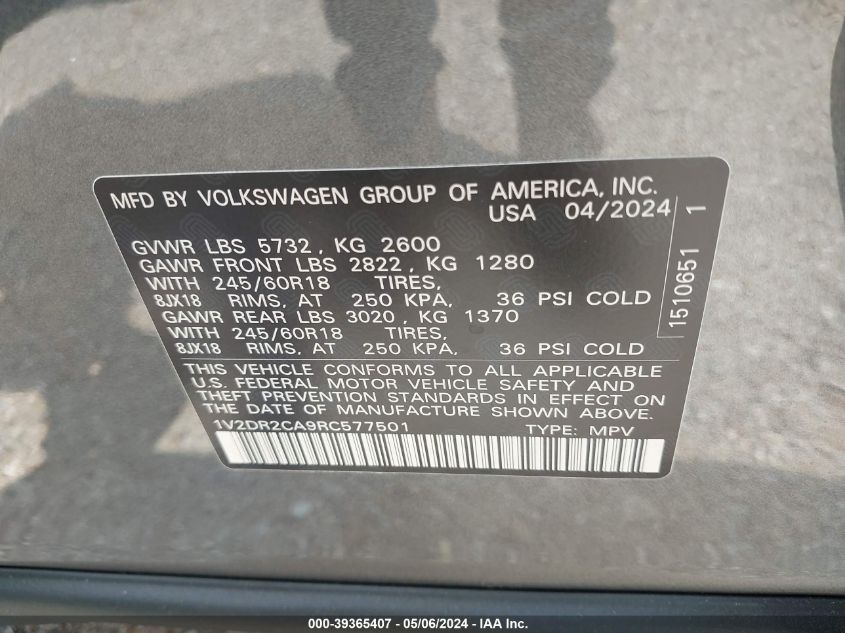 MFD BY VOLKSWAGEN GROUP OF AMERICA, INC.
USA 04/2024
GVWR LBS 5732 , KG 2600
GAWR FRONT LBS 2822 , KG 1280
WITH 245/60R18 TIRES,
8JX18 RIMS, AT 250 KPA, 36 PSI COLD
GAWR REAR LBS 3020 , KG 1370
WITH 245/60R18 TIRES,
8JX18 RIMS, AT 250 KPA, 36 PSI COLD
THIS VEHICLE CONFORMS TO ALL APPLICABLE
U.S. FEDERAL MOTOR VEHICLE SAFETY AND
THEFT PREVENTION STANDARDS IN EFFECT ON
THE DATE OF MANUFACTURE SHOWN ABOVE.
1V2DR2CA9RC577501 TYPE: MPV
1510651 1
000-39365407 - 05/06/2024 - IAA Inc.